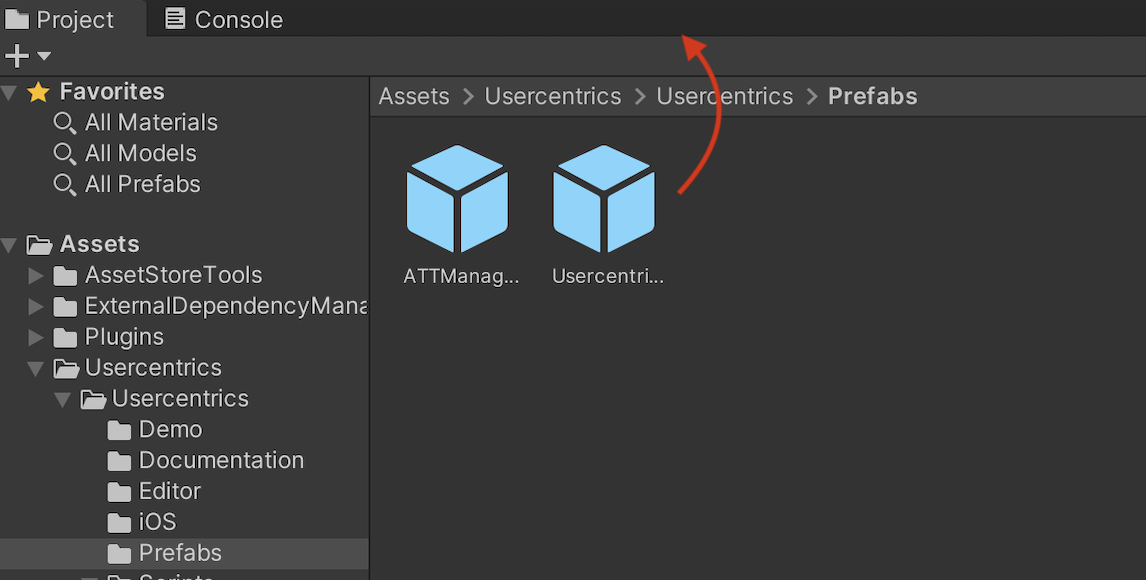 Project
Console
Favorites
All Materials
All Models
All Prefabs
Assets
AssetStoreTools
ExternalDependencyMana
Plugins
Usercentrics
Usercentrics
Demo
Documentation
Editor
iOS
Prefabs
Assets > Usercentrics > Usercentrics > Prefabs
ATTManag...
Usercentri...